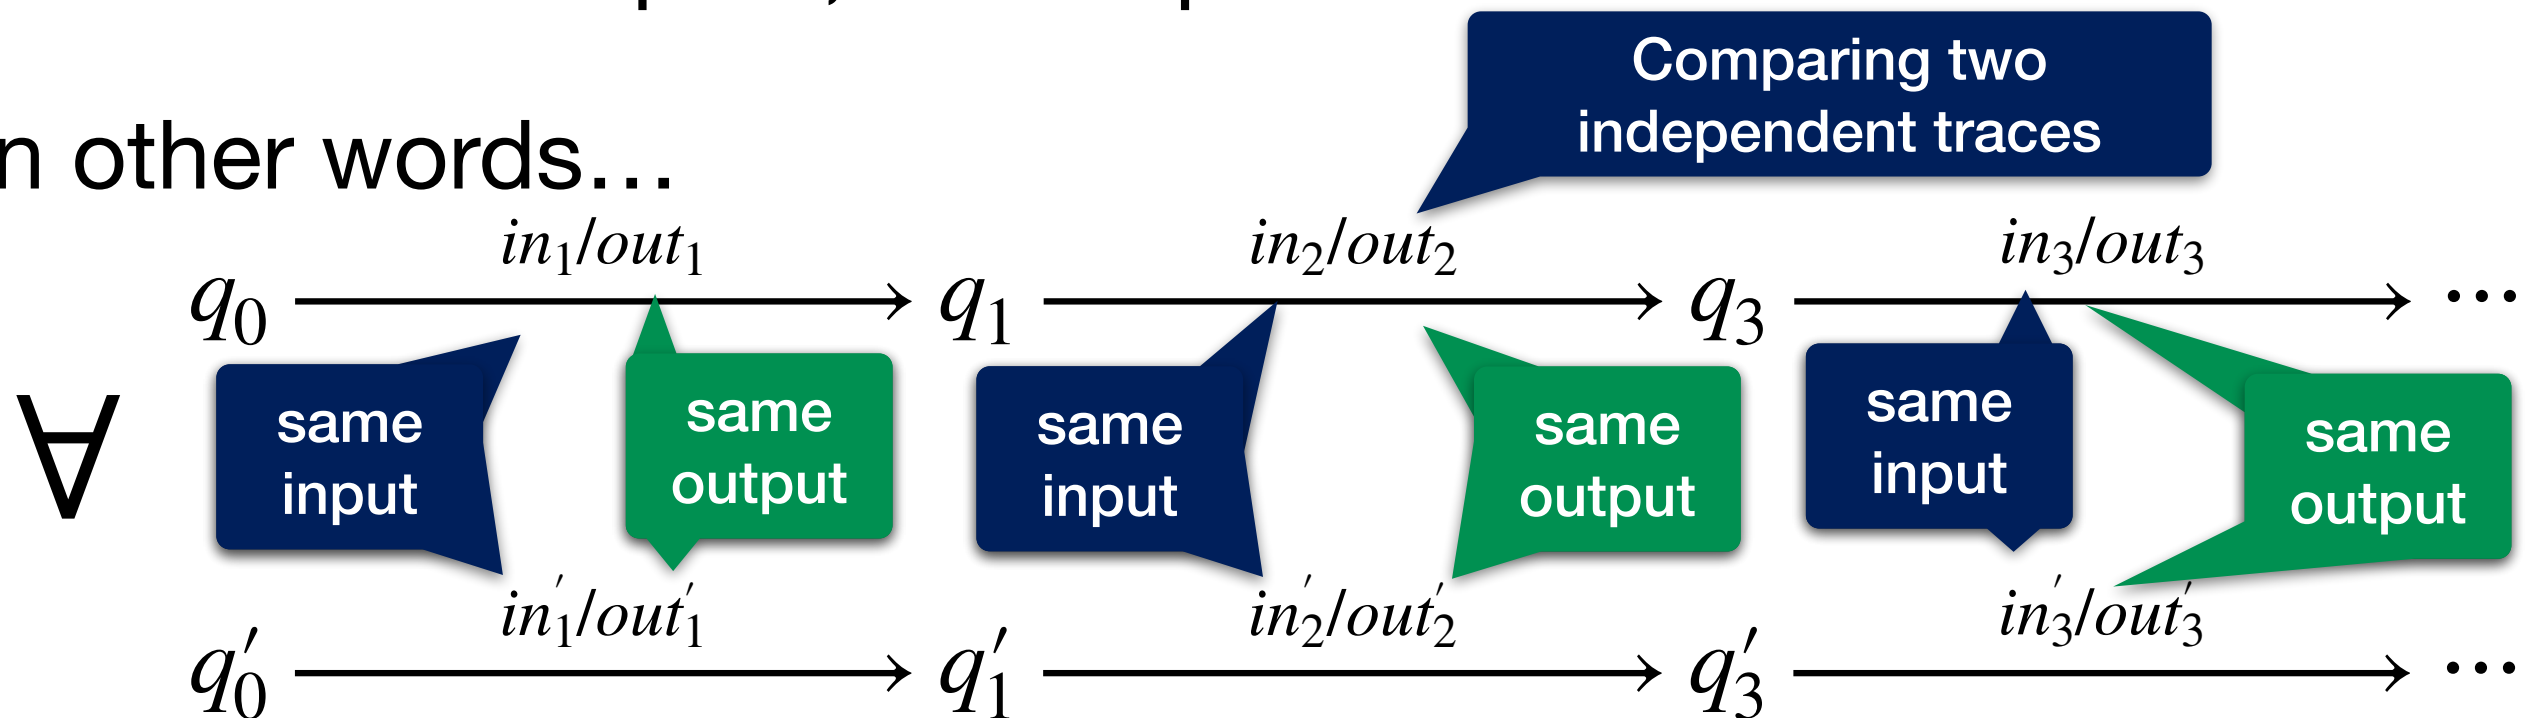 Comparing two
independent traces
n other words...
in₁/out₁ in₂/out₂ in₃/out₃
q₀ q₁ q₃ ...
∀
same
input
same
output
same
input
same
output
same
input
same
output
in′₁/out′₁ in′₂/out′₂ in′₃/out′₃
q′₀ q′₁ q′₃ ...